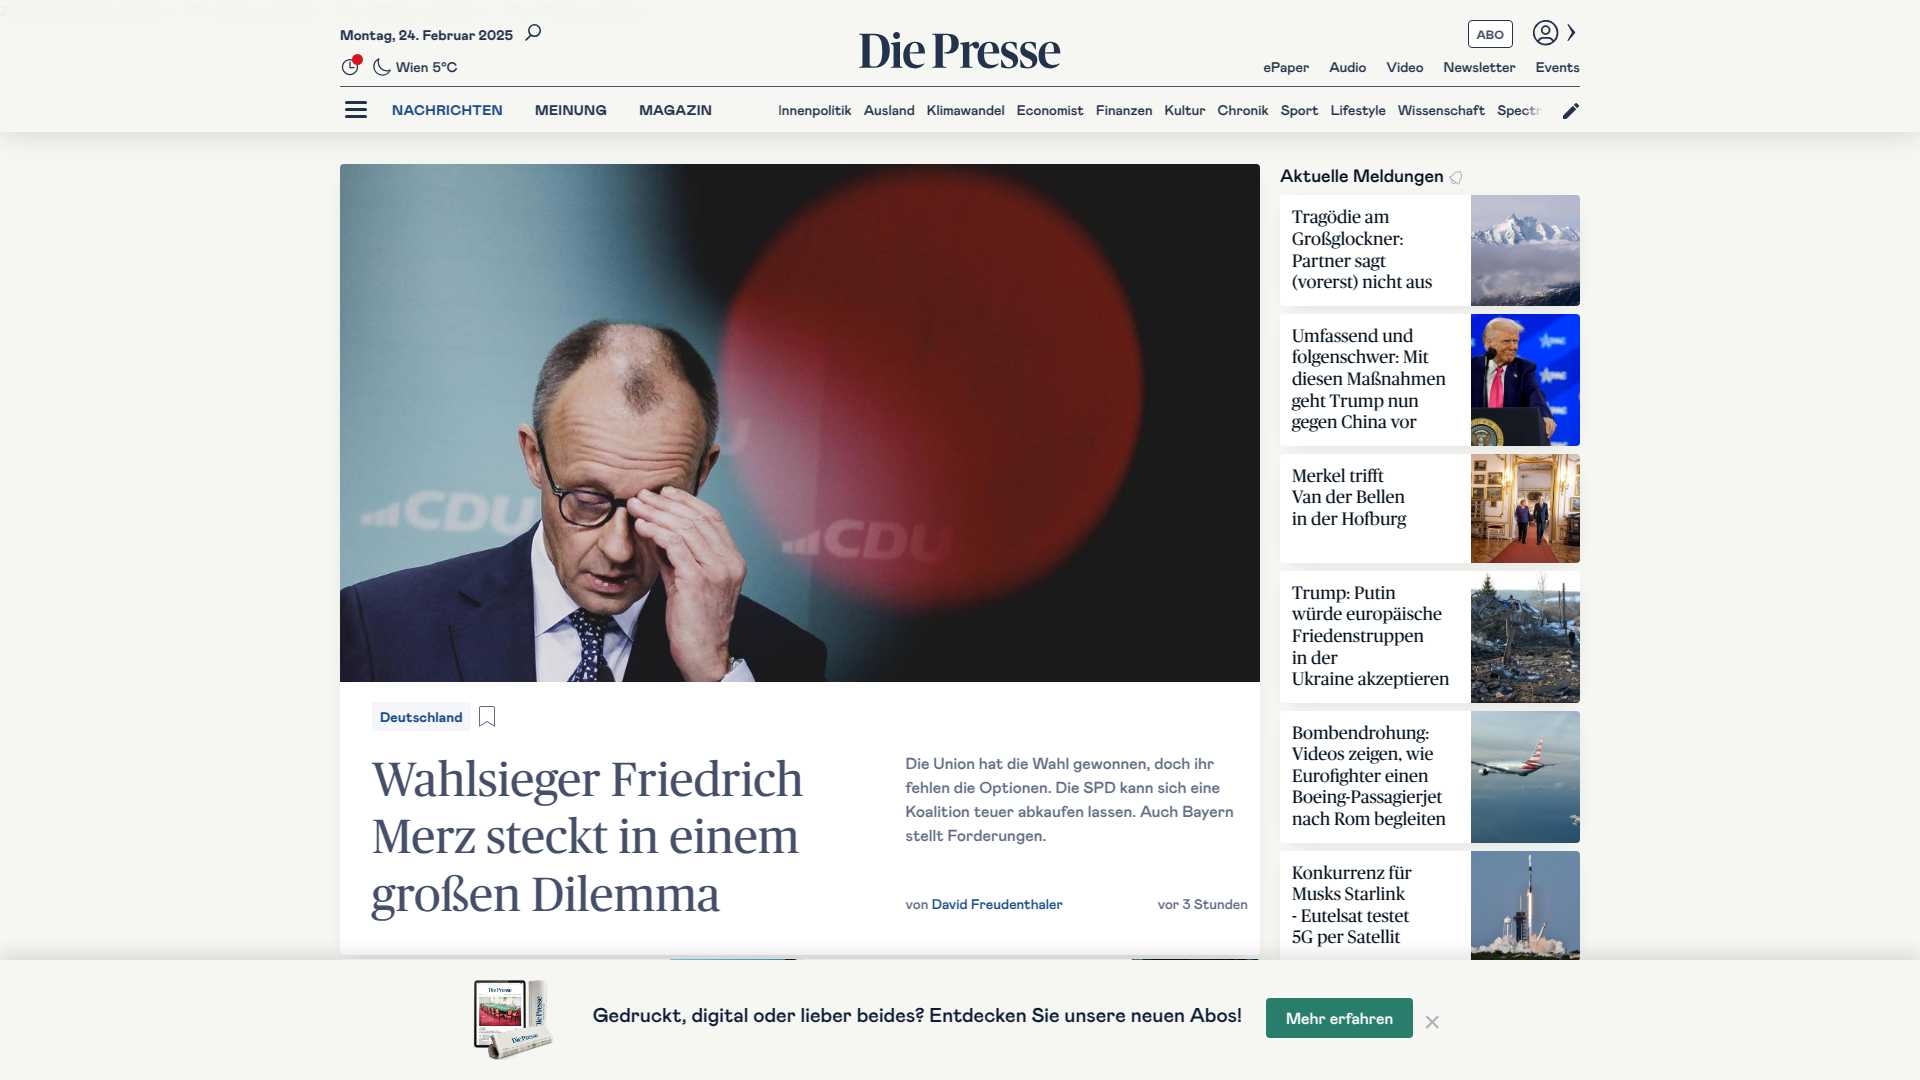 Montag, 24. Februar 2025
Wien 5°C
Die Presse
ABO
ePaper Audio Video Newsletter Events
NACHRICHTEN MEINUNG MAGAZIN
Innenpolitik Ausland Klimawandel Economist Finanzen Kultur Chronik Sport Lifestyle Wissenschaft Spectr
CDU
CDU
Deutschland
Wahlsieger Friedrich
Merz steckt in einem
großen Dilemma
Die Union hat die Wahl gewonnen, doch ihr
fehlen die Optionen. Die SPD kann sich eine
Koalition teuer abkaufen lassen. Auch Bayern
stellt Forderungen.
von David Freudenthaler
vor 3 Stunden
Aktuelle Meldungen
Tragödie am
Großglockner:
Partner sagt
(vorerst) nicht aus
Umfassend und
folgenschwer: Mit
diesen Maßnahmen
geht Trump nun
gegen China vor
Merkel trifft
Van der Bellen
in der Hofburg
Trump: Putin
würde europäische
Friedenstruppen
in der
Ukraine akzeptieren
Bombendrohung:
Videos zeigen, wie
Eurofighter einen
Boeing-Passagierjet
nach Rom begleiten
Konkurrenz für
Musks Starlink
- Eutelsat testet
5G per Satellit
Die Presse
Die Presse
Die Presse
Gedruckt, digital oder lieber beides? Entdecken Sie unsere neuen Abos!
Mehr erfahren